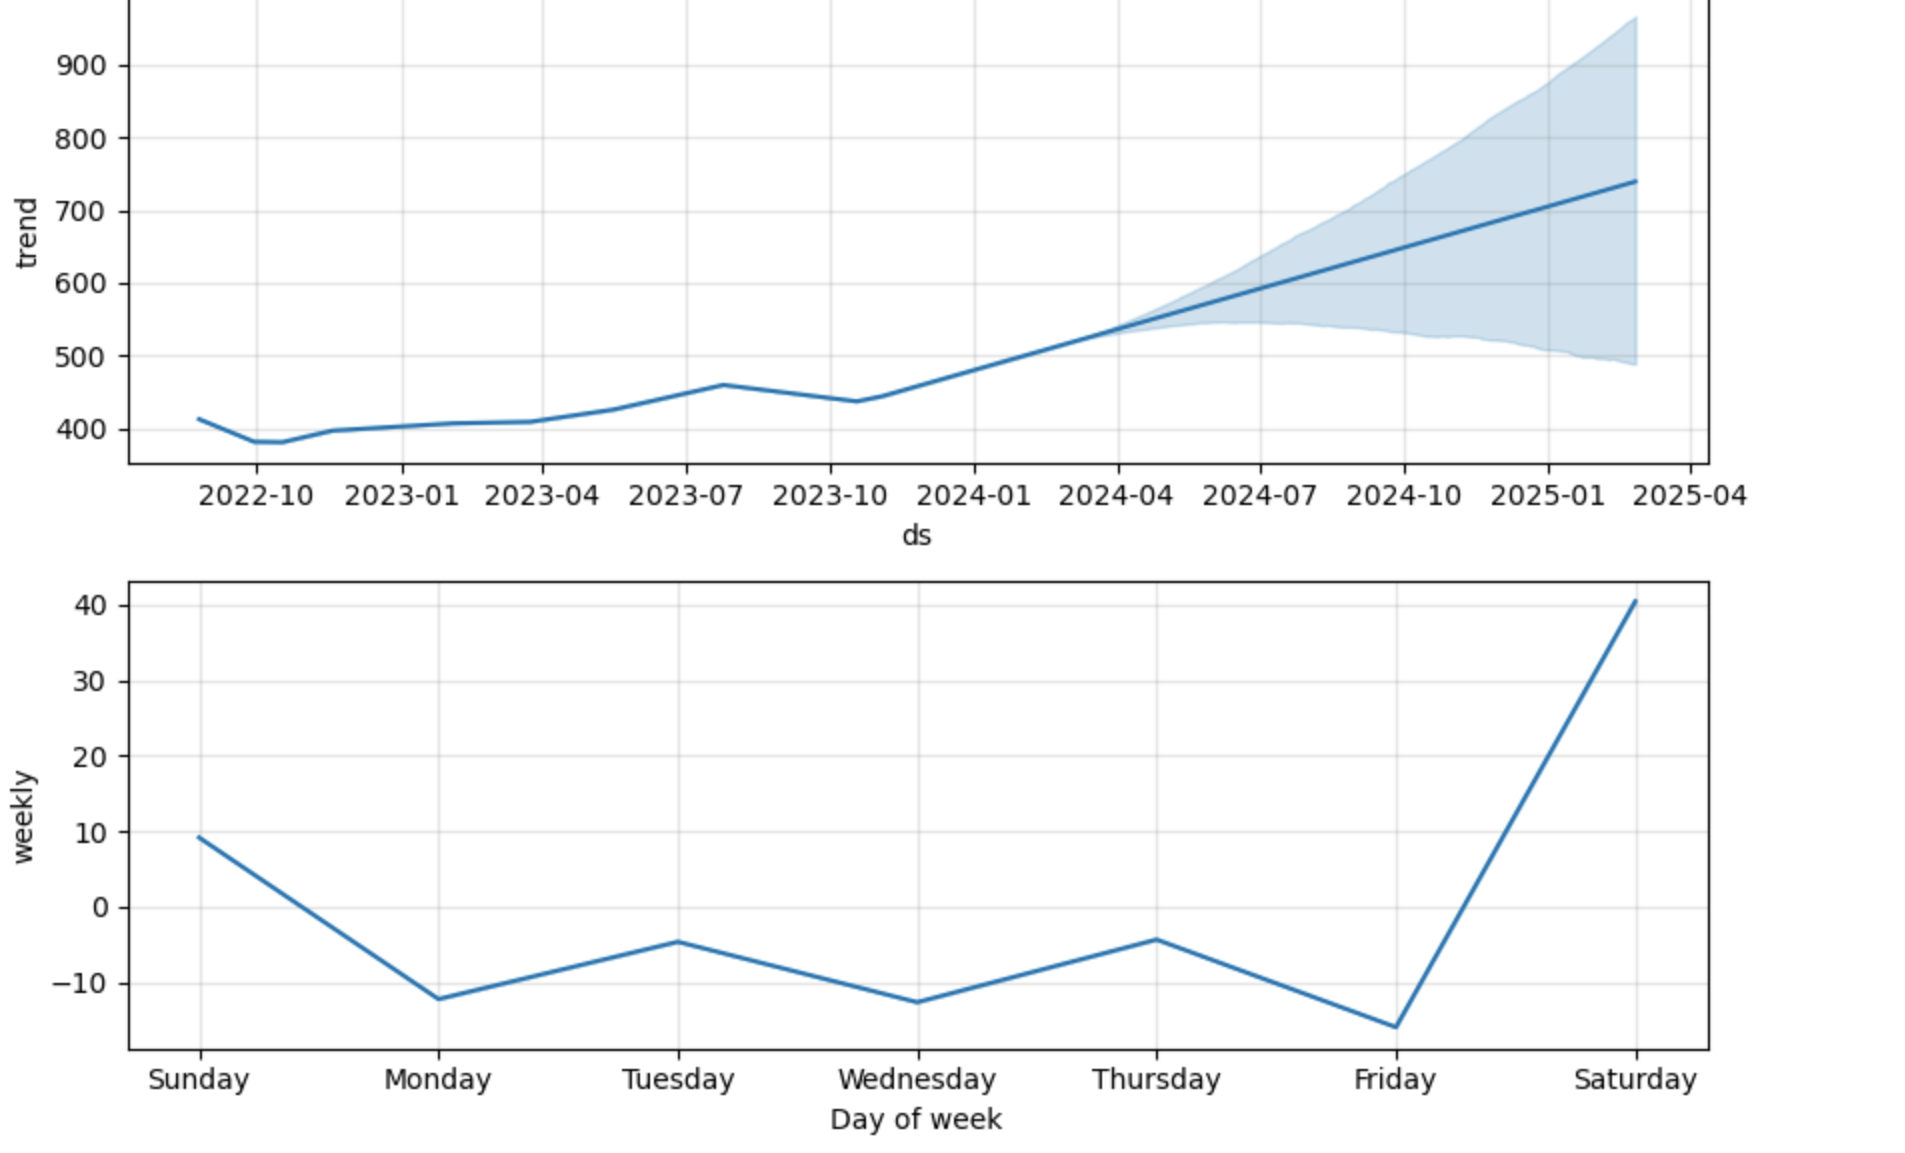 900
800
700
600
500
400
trend
2022-10 2023-01 2023-04 2023-07 2023-10 2024-01 2024-04 2024-07 2024-10 2025-01 2025-04
ds
40
30
20
10
0
−10
weekly
Sunday Monday Tuesday Wednesday Thursday Friday Saturday
Day of week